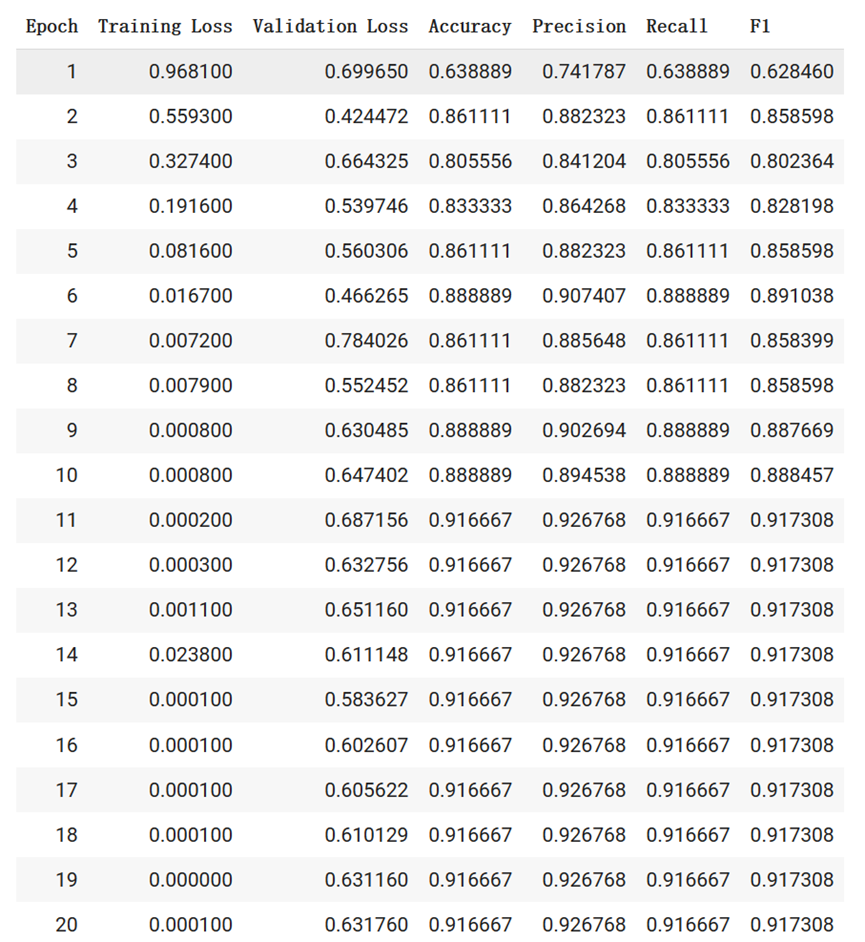 Epoch Training Loss Validation Loss Accuracy Precision Recall F1
1 0.968100 0.699650 0.638889 0.741787 0.638889 0.628460
2 0.559300 0.424472 0.861111 0.882323 0.861111 0.858598
3 0.327400 0.664325 0.805556 0.841204 0.805556 0.802364
4 0.191600 0.539746 0.833333 0.864268 0.833333 0.828198
5 0.081600 0.560306 0.861111 0.882323 0.861111 0.858598
6 0.016700 0.466265 0.888889 0.907407 0.888889 0.891038
7 0.007200 0.784026 0.861111 0.885648 0.861111 0.858399
8 0.007900 0.552452 0.861111 0.882323 0.861111 0.858598
9 0.000800 0.630485 0.888889 0.902694 0.888889 0.887669
10 0.000800 0.647402 0.888889 0.894538 0.888889 0.888457
11 0.000200 0.687156 0.916667 0.926768 0.916667 0.917308
12 0.000300 0.632756 0.916667 0.926768 0.916667 0.917308
13 0.001100 0.651160 0.916667 0.926768 0.916667 0.917308
14 0.023800 0.611148 0.916667 0.926768 0.916667 0.917308
15 0.000100 0.583627 0.916667 0.926768 0.916667 0.917308
16 0.000100 0.602607 0.916667 0.926768 0.916667 0.917308
17 0.000100 0.605622 0.916667 0.926768 0.916667 0.917308
18 0.000100 0.610129 0.916667 0.926768 0.916667 0.917308
19 0.000000 0.631160 0.916667 0.926768 0.916667 0.917308
20 0.000100 0.631760 0.916667 0.926768 0.916667 0.917308